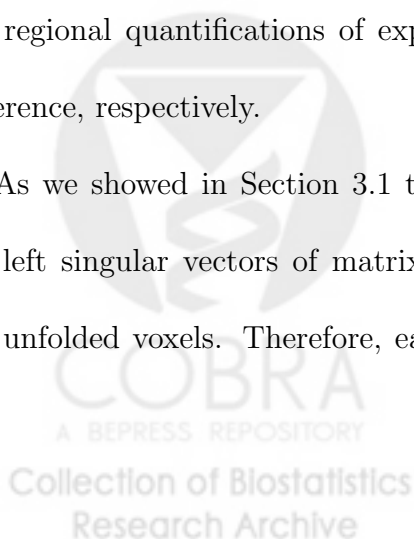 regional quantifications of exp
erence, respectively.
As we showed in Section 3.1 t
left singular vectors of matrix
unfolded voxels. Therefore, ea
COBRA
A BEPRESS REPOSITORY
Collection of Biostatistics
Research Archive